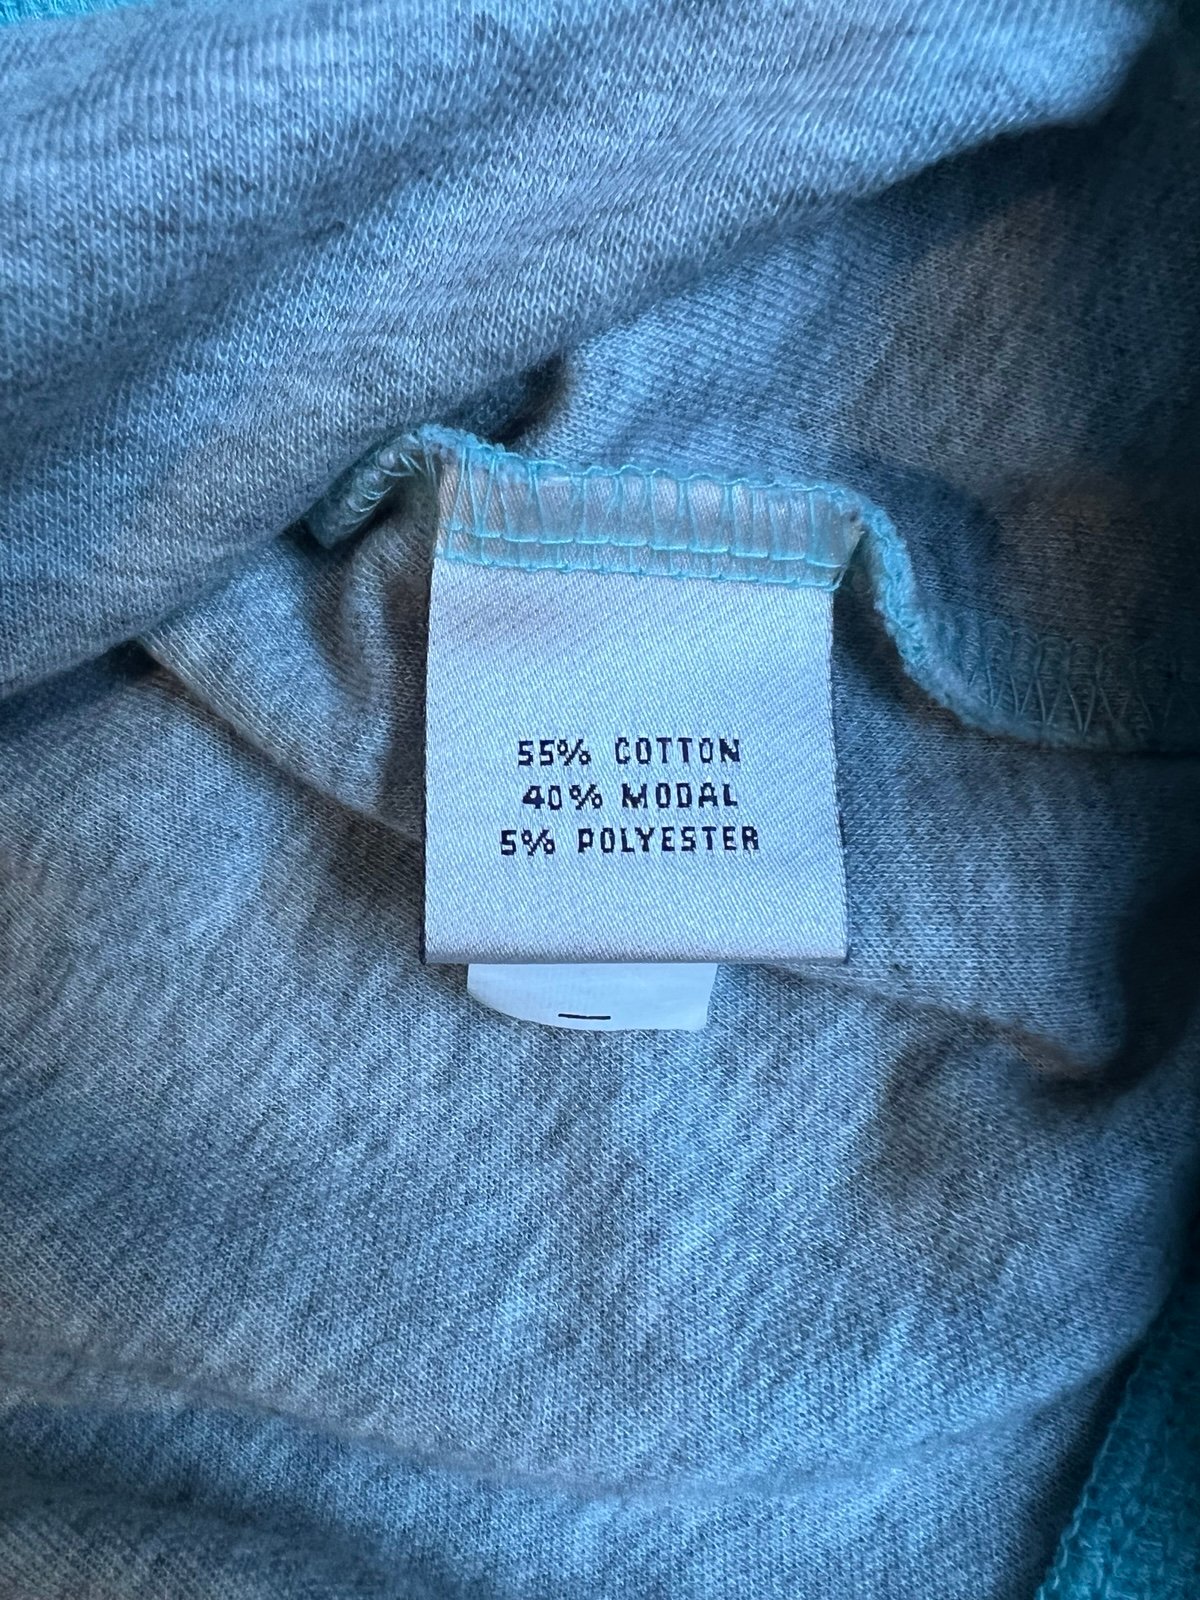 55% COTTON
40% MODAL
5% POLYESTER